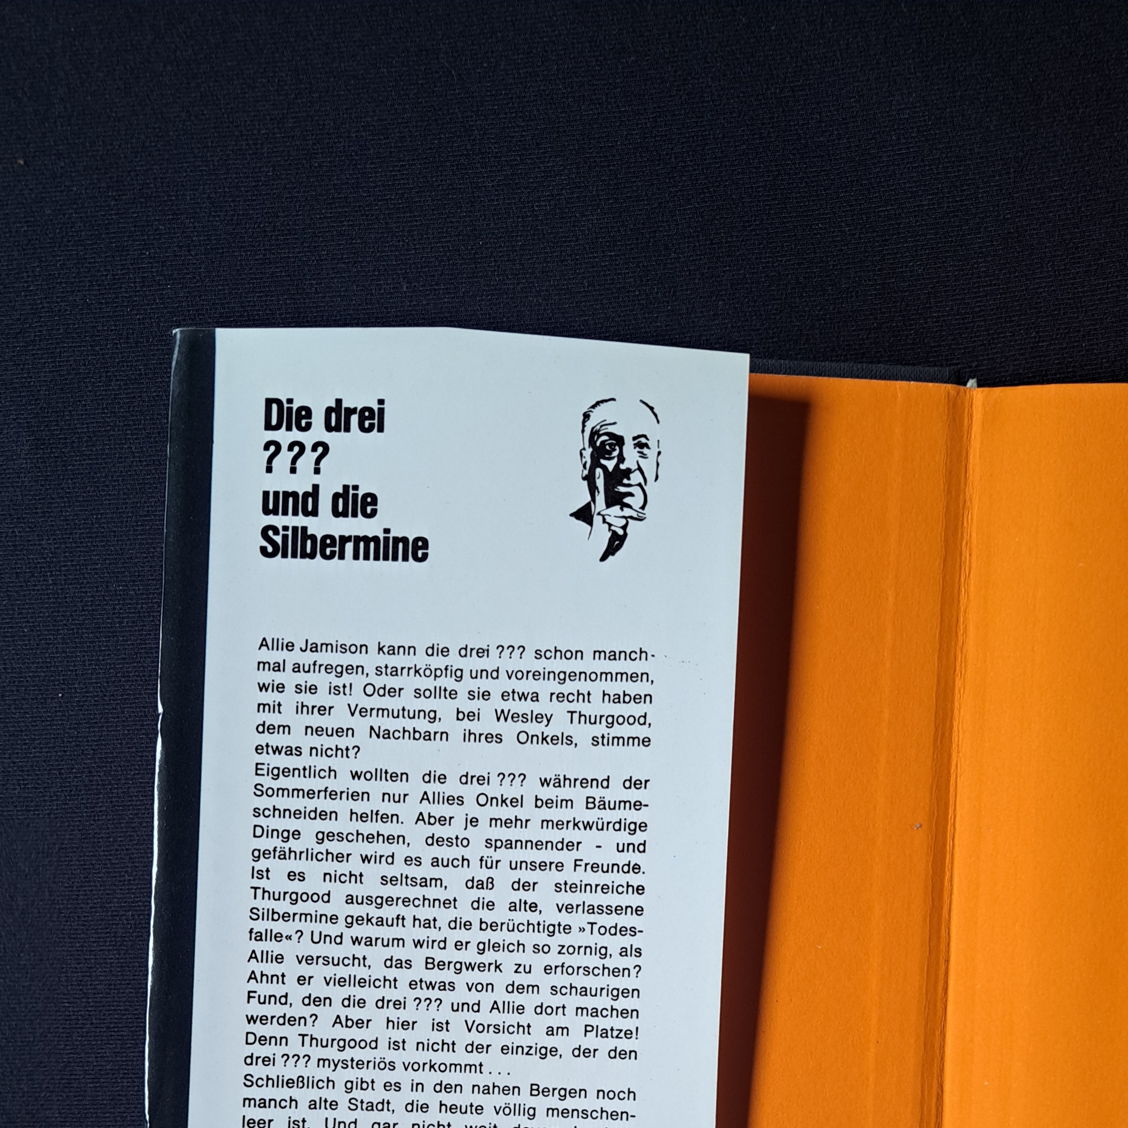 Die drei
???
und die
Silbermine
Allie Jamison kann die drei ??? schon manch-
mal aufregen, starrköpfig und voreingenommen,
wie sie ist! Oder sollte sie etwa recht haben
mit ihrer Vermutung, bei Wesley Thurgood,
dem neuen Nachbarn ihres Onkels, stimme
etwas nicht?
Eigentlich wollten die drei ??? während der
Sommerferien nur Allies Onkel beim Bäume-
schneiden helfen. Aber je mehr merkwürdige
Dinge geschehen, desto spannender - und
gefährlicher wird es auch für unsere Freunde.
Ist es nicht seltsam, daß der steinreiche
Thurgood ausgerechnet die alte, verlassene
Silbermine gekauft hat, die berüchtigte »Todes-
falle«? Und warum wird er gleich so zornig, als
Allie versucht, das Bergwerk zu erforschen?
Ahnt er vielleicht etwas von dem schaurigen
Fund, den die drei ??? und Allie dort machen
werden? Aber hier ist Vorsicht am Platze!
Denn Thurgood ist nicht der einzige, der den
drei ??? mysteriös vorkommt . . .
Schließlich gibt es in den nahen Bergen noch
manch alte Stadt, die heute völlig menschen-
leer ist. Und gar nicht weit